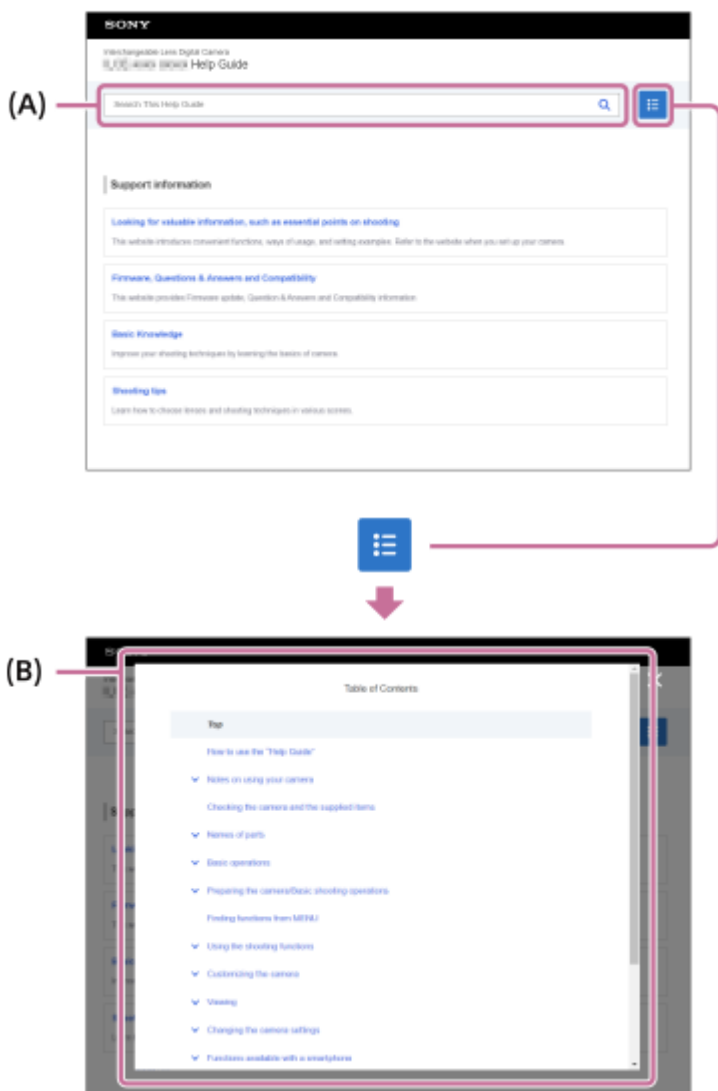 SONY
Interchangeable Lens Digital Camera
Help Guide
(A)
Search This Help Guide
Support information
Looking for valuable information, such as essential points on shooting
This website introduces convenient functions, ways of usage, and setting examples. Refer to the website when you set up your camera.
Firmware, Questions & Answers and Compatibility
This website provides Firmware update, Question & Answers and Compatibility information.
Basic Knowledge
Improve your shooting techniques by learning the basics of camera.
Shooting tips
Learn how to choose lenses and shooting techniques in various scenes.
(B)
Table of Contents
Top
How to use the "Help Guide"
Notes on using your camera
Checking the camera and the supplied items
Names of parts
Basic operations
Preparing the camera/Basic shooting operations
Finding functions from MENU
Using the shooting functions
Customizing the camera
Viewing
Changing the camera settings
Functions available with a smartphone